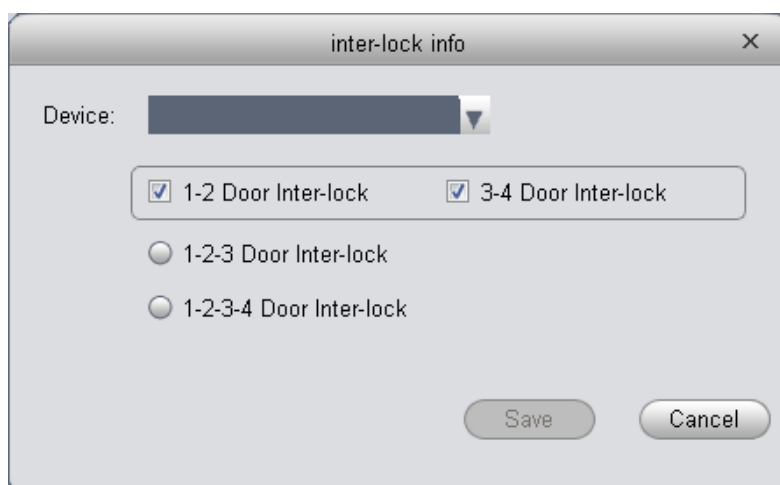 inter-lock info
Device:
1-2 Door Inter-lock 3-4 Door Inter-lock
1-2-3 Door Inter-lock
1-2-3-4 Door Inter-lock
Save Cancel